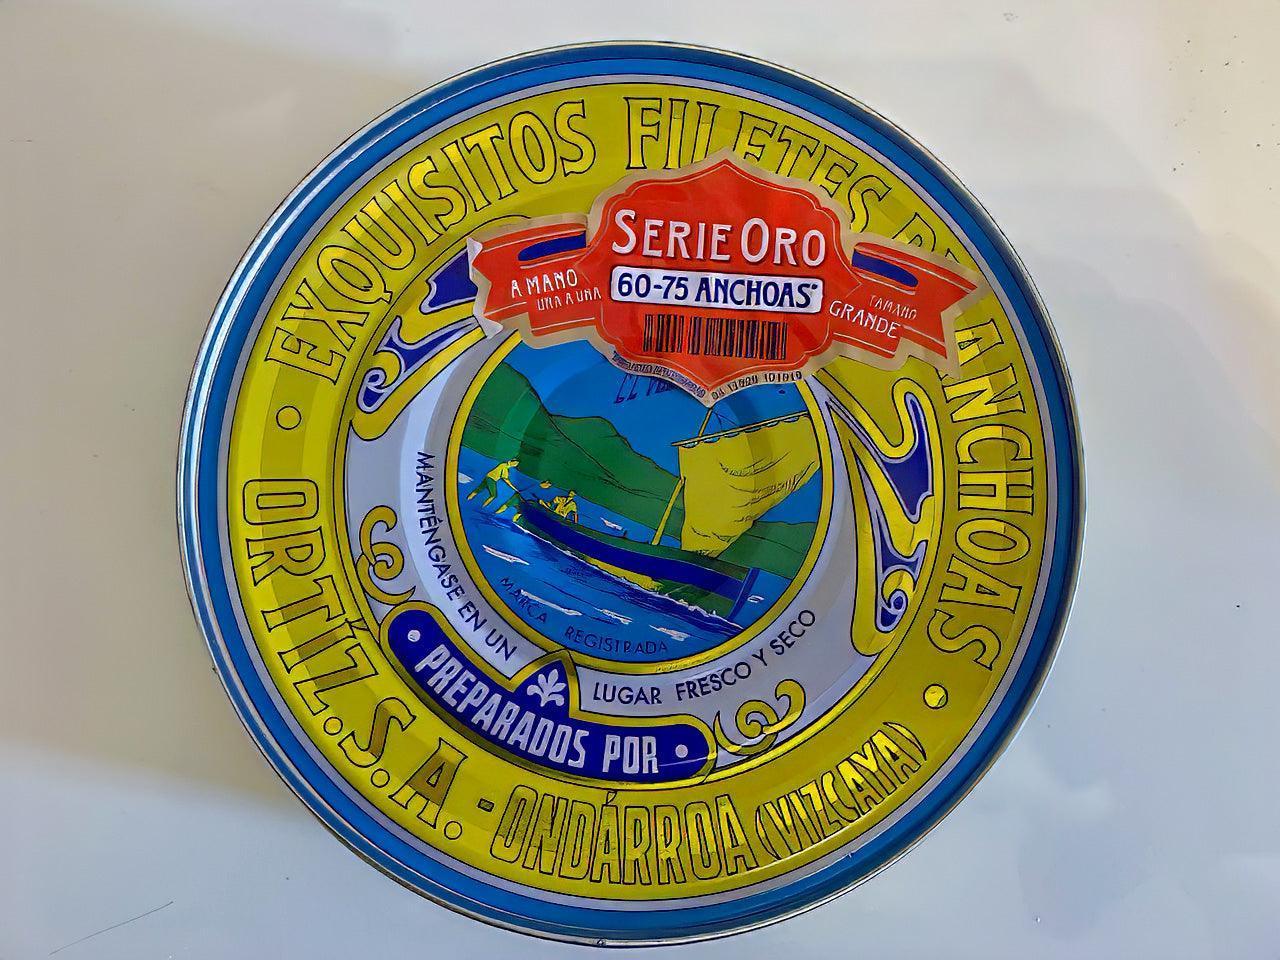 EXQUISITOS FILETES DE ANCHOAS
SERIE ORO
A MANO
UNA A UNA
60-75 ANCHOAS
TAMAÑO
GRANDE
MARCA REGISTRADA
MANTÉNGASE EN UN LUGAR FRESCO Y SECO
PREPARADOS POR
ORTÍZ. S. A. - ONDÁRROA (VIZCAYA)